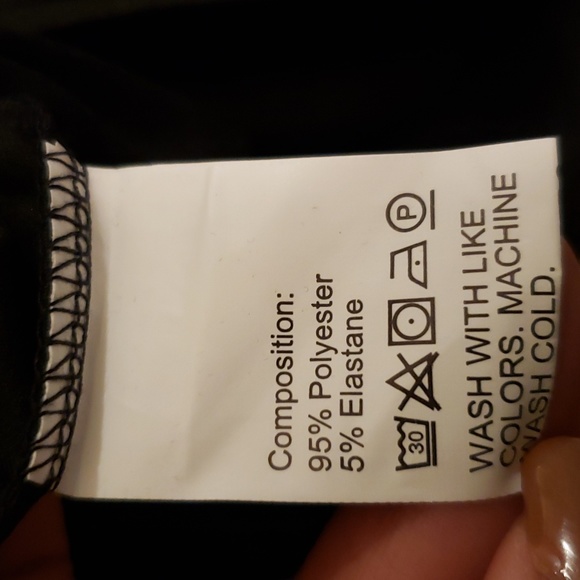 Composition:
95% Polyester
5% Elastane
30 P
WASH WITH LIKE
COLORS. MACHINE
WASH COLD.